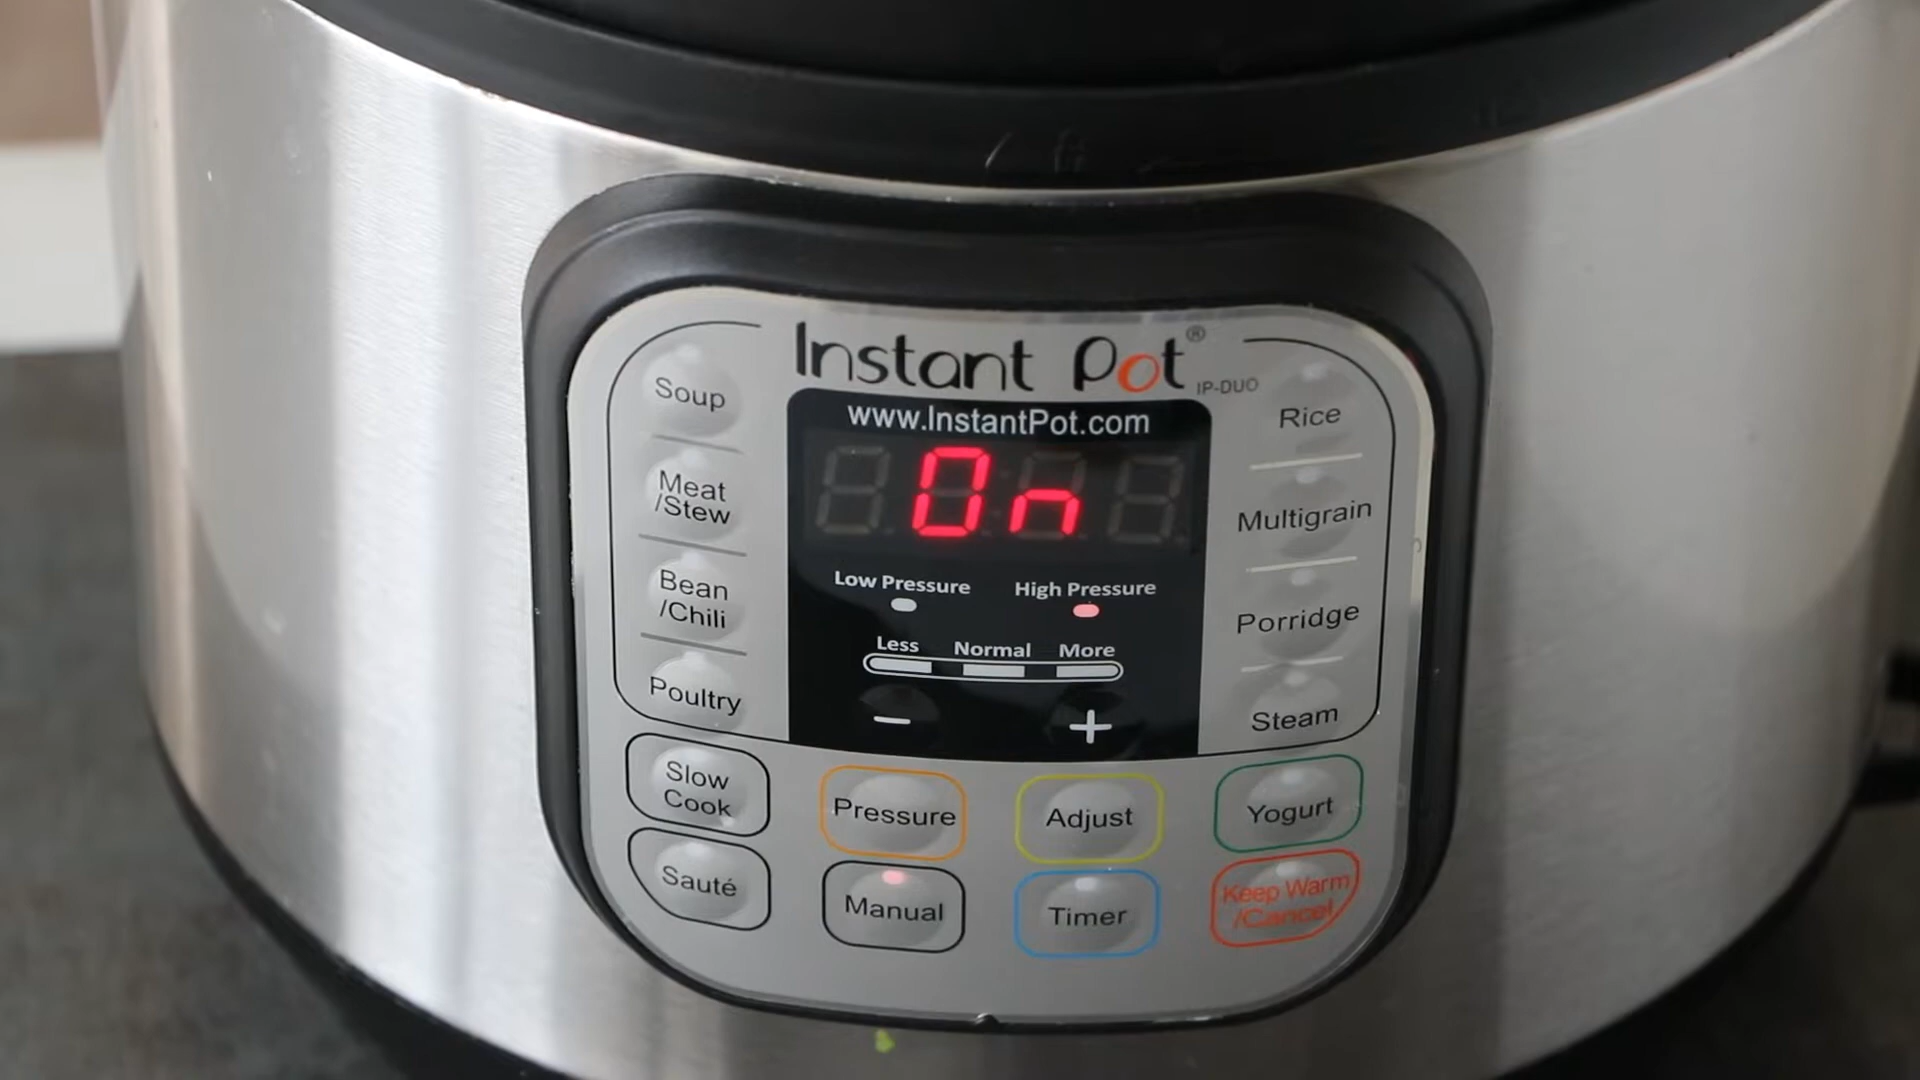 Instant Pot®
IP-DUO
www.InstantPot.com
On
Low Pressure
High Pressure
Less Normal More
− +
Soup
Meat
/Stew
Bean
/Chili
Poultry
Rice
Multigrain
Porridge
Steam
Slow
Cook
Pressure
Adjust
Yogurt
Sauté
Manual
Timer
Keep Warm
/Cancel